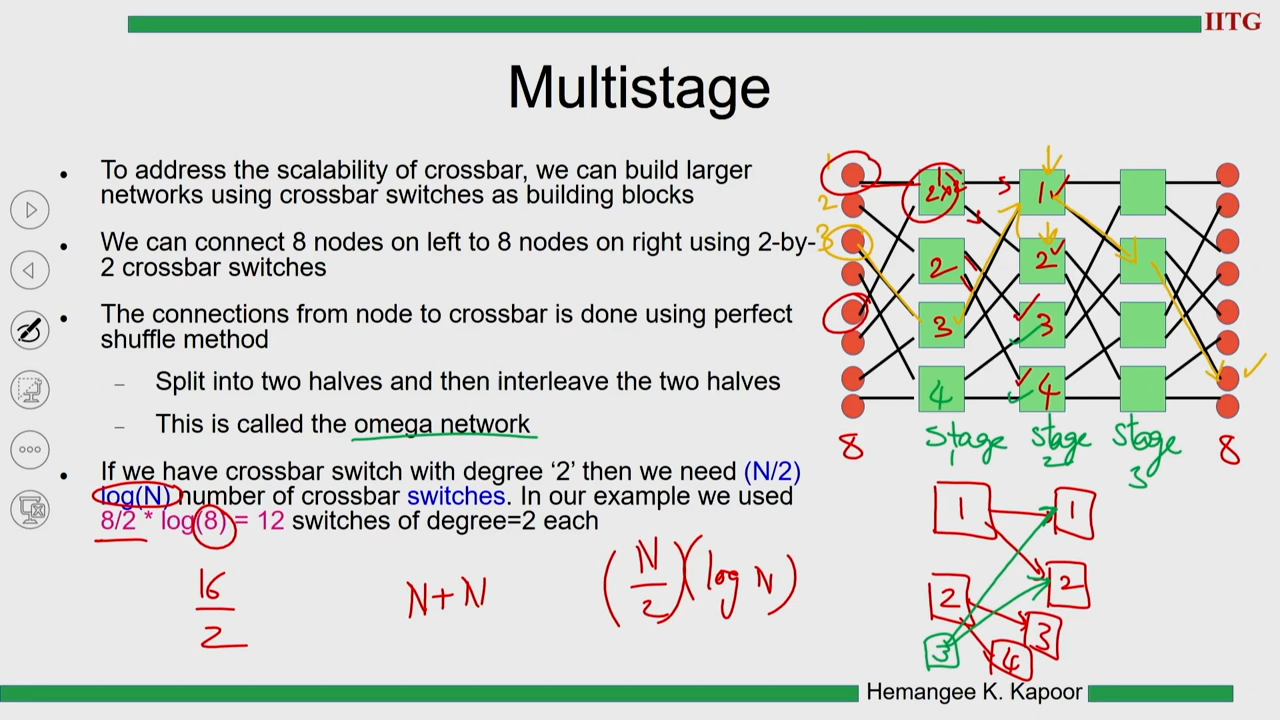 IITG
Multistage
To address the scalability of crossbar, we can build larger
networks using crossbar switches as building blocks
We can connect 8 nodes on left to 8 nodes on right using 2-by-
2 crossbar switches
The connections from node to crossbar is done using perfect
shuffle method
– Split into two halves and then interleave the two halves
– This is called the omega network
If we have crossbar switch with degree ‘2’ then we need (N/2)
log(N) number of crossbar switches. In our example we used
8/2 * log(8) = 12 switches of degree=2 each
16
2
N+N
(N/2)(log N)
1
2
3
2x2
2
3
4
1
2
3
4
8
Stage 1
Stage 2
Stage 3
8
1
1
2
2
3
3
4
Hemangee K. Kapoor